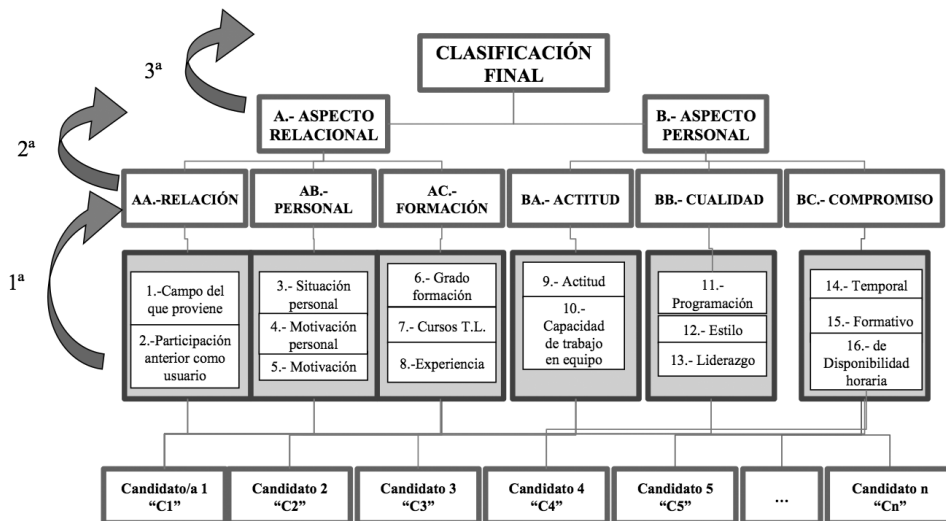 CLASIFICACIÓN
FINAL
3ª
A.- ASPECTO
RELACIONAL
B.- ASPECTO
PERSONAL
2ª
AA.-RELACIÓN
AB.-
PERSONAL
AC.-
FORMACIÓN
BA.- ACTITUD
BB.- CUALIDAD
BC.- COMPROMISO
1ª
1.-Campo del
que proviene
2.-Participación
anterior como
usuario
3.- Situación
personal
4.- Motivación
personal
5.- Motivación
6.- Grado
formación
7.- Cursos T.L.
8.-Experiencia
9.- Actitud
10.-
Capacidad
de trabajo
en equipo
11.-
Programación
12.- Estilo
13.- Liderazgo
14.- Temporal
15.- Formativo
16.- de
Disponibilidad
horaria
Candidato/a 1
“C1”
Candidato 2
“C2”
Candidato 3
“C3”
Candidato 4
“C4”
Candidato 5
“C5”
…
Candidato n
“Cn”